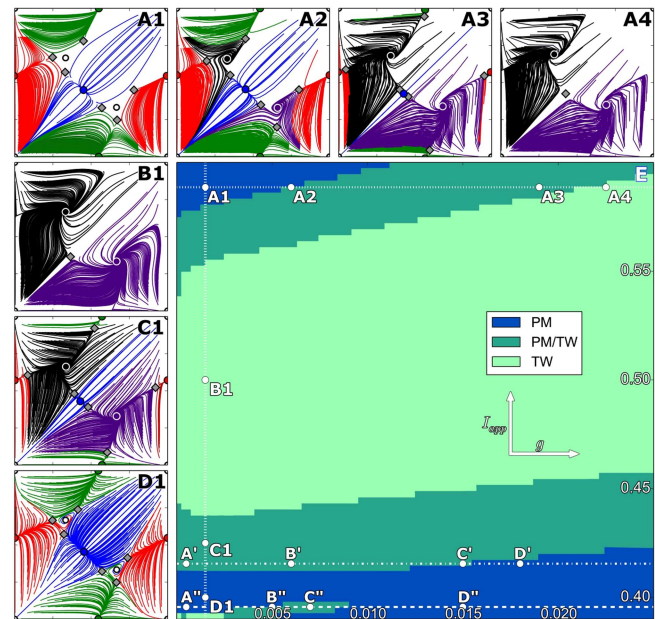 A1 A2 A3 A4
B1
E
A1 A2 A3 A4
0.55
PM
PM/TW
TW
C1
B1
0.50
I_opp
g
D1
0.45
C1
A' B' C' D'
A" D1 B" C" D" 0.40
0.005 0.010 0.015 0.020